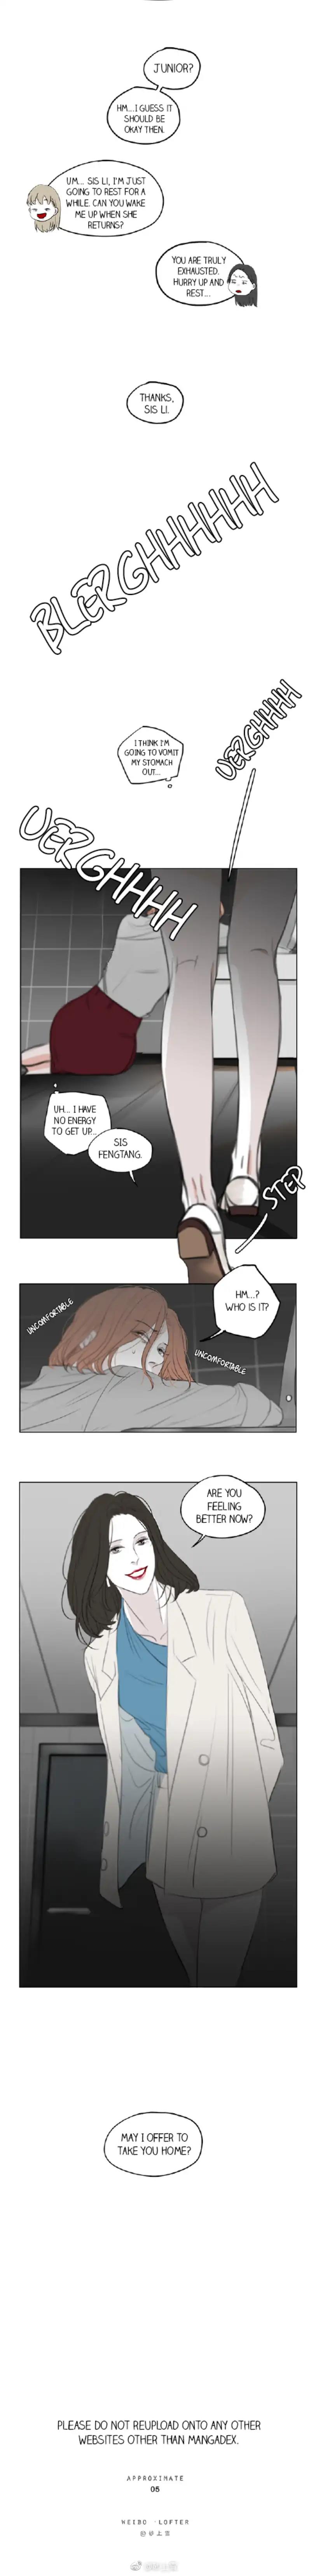 JUNIOR?
HM...I GUESS IT
SHOULD BE
OKAY THEN.
UM... SIS LI, I'M JUST
GOING TO REST FOR A
WHILE. CAN YOU WAKE
ME UP WHEN SHE
RETURNS?
YOU ARE TRULY
EXHAUSTED.
HURRY UP AND
REST....
THANKS,
SIS LI.
BLERGHHHHHH
UERGHHHH
I THINK I'M
GOING TO VOMIT
MY STOMACH
OUT...
UERGHHHH
UH... I HAVE
NO ENERGY
TO GET UP...
SIS
FENGTANG.
STEP
HM...?
WHO IS IT?
UNCOMFORTABLE
UNCOMFORTABLE
ARE YOU
FEELING
BETTER NOW?
MAY I OFFER TO
TAKE YOU HOME?
PLEASE DO NOT REUPLOAD ONTO ANY OTHER
WEBSITES OTHER THAN MANGADEX.
APPROXIMATE
05
WEIBO · LOFTER